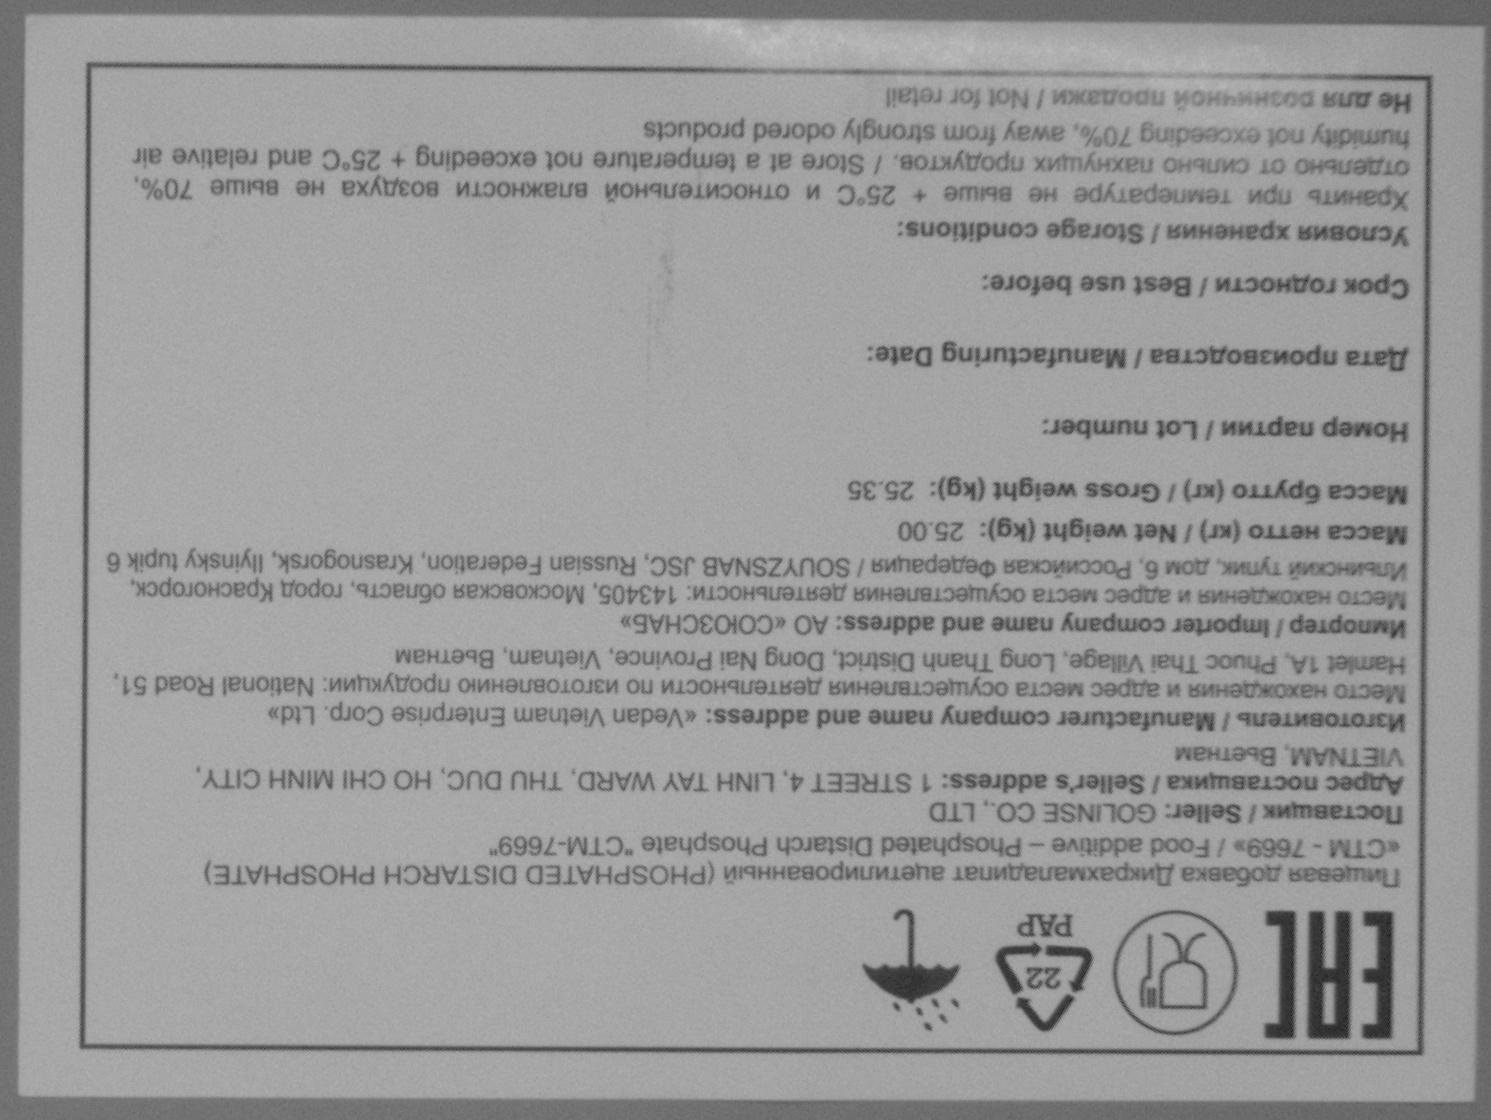 EAC
22
PAP
Пищевая добавка Дикрахмаладипат ацетилированный (PHOSPHATED DISTARCH PHOSPHATE)
«CTM - 7669» / Food additive – Phosphated Distarch Phosphate "CTM-7669"
Поставщик / Seller: GOLINSE CO., LTD
Адрес поставщика / Seller's address: 1 STREET 4, LINH TAY WARD, THU DUC, HO CHI MINH CITY,
VIETNAM, Вьетнам
Изготовитель / Manufacturer company name and address: «Vedan Vietnam Enterprise Corp. Ltd»
Место нахождения и адрес места осуществления деятельности по изготовлению продукции: National Road 51,
Hamlet 1A, Phuoc Thai Village, Long Thanh District, Dong Nai Province, Vietnam, Вьетнам
Импортер / Importer company name and address: АО «СОЮЗСНАБ»
Место нахождения и адрес места осуществления деятельности: 143405, Московская область, город Красногорск,
Ильинский тупик, дом 6, Российская Федерация / SOUYZSNAB JSC, Russian Federation, Krasnogorsk, Ilyinsky tupik 6
Масса нетто (кг) / Net weight (kg): 25.00
Масса брутто (кг) / Gross weight (kg): 25.35
Номер партии / Lot number:
Дата производства / Manufacturing Date:
Срок годности / Best use before:
Условия хранения / Storage conditions:
Хранить при температуре не выше + 25°C и относительной влажности воздуха не выше 70%,
отдельно от сильно пахнущих продуктов. / Store at a temperature not exceeding + 25°C and relative air
humidity not exceeding 70%, away from strongly odored products
Не для розничной продажи / Not for retail